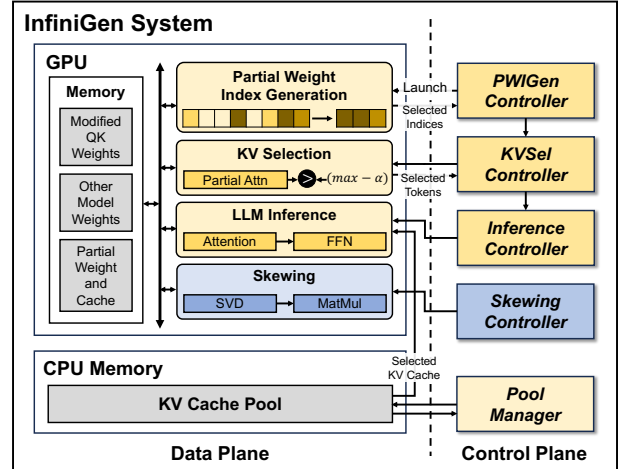 InfiniGen System
GPU
Memory
Modified
QK
Weights
Other
Model
Weights
Partial
Weight
and
Cache
Partial Weight
Index Generation
KV Selection
Partial Attn
>
(max − α)
LLM Inference
Attention
FFN
Skewing
SVD
MatMul
Launch
Selected
Indices
Selected
Tokens
Selected
KV Cache
CPU Memory
KV Cache Pool
Data Plane
PWIGen
Controller
KVSel
Controller
Inference
Controller
Skewing
Controller
Pool
Manager
Control Plane